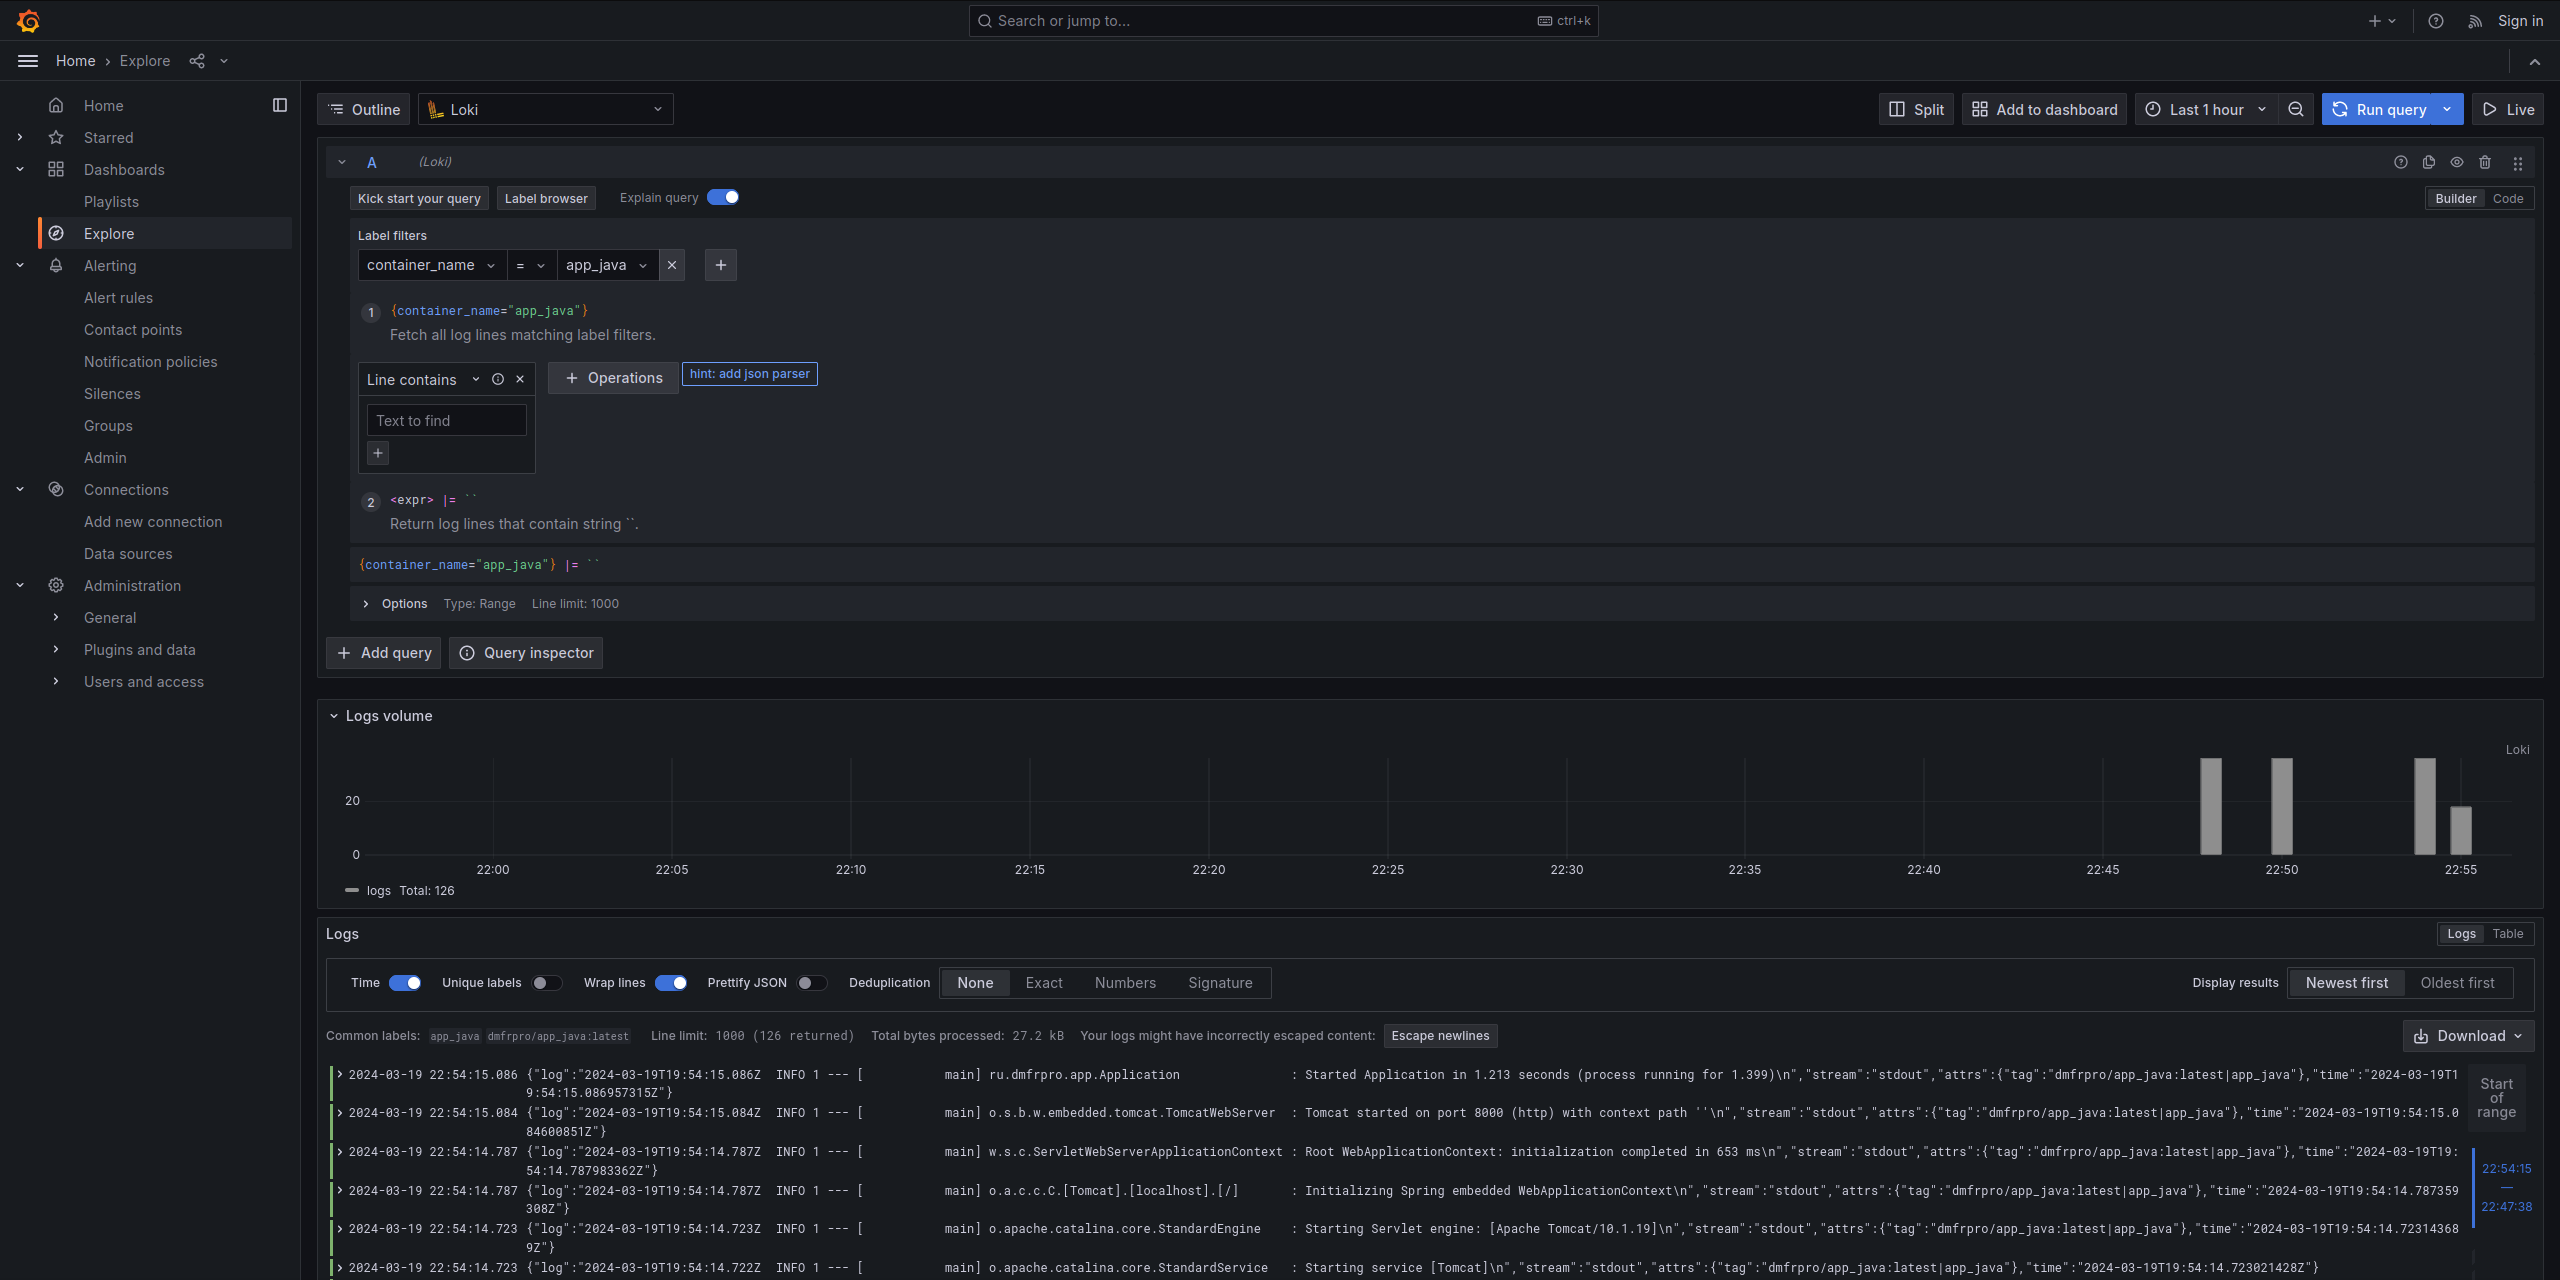 Search or jump to...
ctrl+k
Sign in
Home › Explore
Home
Starred
Dashboards
Playlists
Explore
Alerting
Alert rules
Contact points
Notification policies
Silences
Groups
Admin
Connections
Add new connection
Data sources
Administration
General
Plugins and data
Users and access
Outline
Loki
Split
Add to dashboard
Last 1 hour
Run query
Live
A (Loki)
Kick start your query
Label browser
Explain query
Builder
Code
Label filters
container_name
=
app_java
1
{container_name="app_java"}
Fetch all log lines matching label filters.
Line contains
Operations
hint: add json parser
Text to find
2
<expr> |= ``
Return log lines that contain string ``.
{container_name="app_java"} |= ``
Options Type: Range Line limit: 1000
Add query
Query inspector
Logs volume
Loki
20
0
22:00 22:05 22:10 22:15 22:20 22:25 22:30 22:35 22:40 22:45 22:50 22:55
logs Total: 126
Logs
Logs
Table
Time
Unique labels
Wrap lines
Prettify JSON
Deduplication
None
Exact
Numbers
Signature
Display results
Newest first
Oldest first
Common labels: app_java dmfrpro/app_java:latest Line limit: 1000 (126 returned) Total bytes processed: 27.2 kB Your logs might have incorrectly escaped content: Escape newlines
Download
2024-03-19 22:54:15.086 {"log":"2024-03-19T19:54:15.086Z  INFO 1 --- [           main] ru.dmfrpro.app.Application               : Started Application in 1.213 seconds (process running for 1.399)\n","stream":"stdout","attrs":{"tag":"dmfrpro/app_java:latest|app_java"},"time":"2024-03-19T1
9:54:15.086957315Z"}
2024-03-19 22:54:15.084 {"log":"2024-03-19T19:54:15.084Z  INFO 1 --- [           main] o.s.b.w.embedded.tomcat.TomcatWebServer  : Tomcat started on port 8000 (http) with context path ''\n","stream":"stdout","attrs":{"tag":"dmfrpro/app_java:latest|app_java"},"time":"2024-03-19T19:54:15.0
84600851Z"}
2024-03-19 22:54:14.787 {"log":"2024-03-19T19:54:14.787Z  INFO 1 --- [           main] w.s.c.ServletWebServerApplicationContext : Root WebApplicationContext: initialization completed in 653 ms\n","stream":"stdout","attrs":{"tag":"dmfrpro/app_java:latest|app_java"},"time":"2024-03-19T19:
54:14.787983362Z"}
2024-03-19 22:54:14.787 {"log":"2024-03-19T19:54:14.787Z  INFO 1 --- [           main] o.a.c.c.C.[Tomcat].[localhost].[/]       : Initializing Spring embedded WebApplicationContext\n","stream":"stdout","attrs":{"tag":"dmfrpro/app_java:latest|app_java"},"time":"2024-03-19T19:54:14.787359
308Z"}
2024-03-19 22:54:14.723 {"log":"2024-03-19T19:54:14.723Z  INFO 1 --- [           main] o.apache.catalina.core.StandardEngine    : Starting Servlet engine: [Apache Tomcat/10.1.19]\n","stream":"stdout","attrs":{"tag":"dmfrpro/app_java:latest|app_java"},"time":"2024-03-19T19:54:14.72314368
9Z"}
2024-03-19 22:54:14.723 {"log":"2024-03-19T19:54:14.722Z  INFO 1 --- [           main] o.apache.catalina.core.StandardService   : Starting service [Tomcat]\n","stream":"stdout","attrs":{"tag":"dmfrpro/app_java:latest|app_java"},"time":"2024-03-19T19:54:14.723021428Z"}
Start
of
range
22:54:15
—
22:47:38